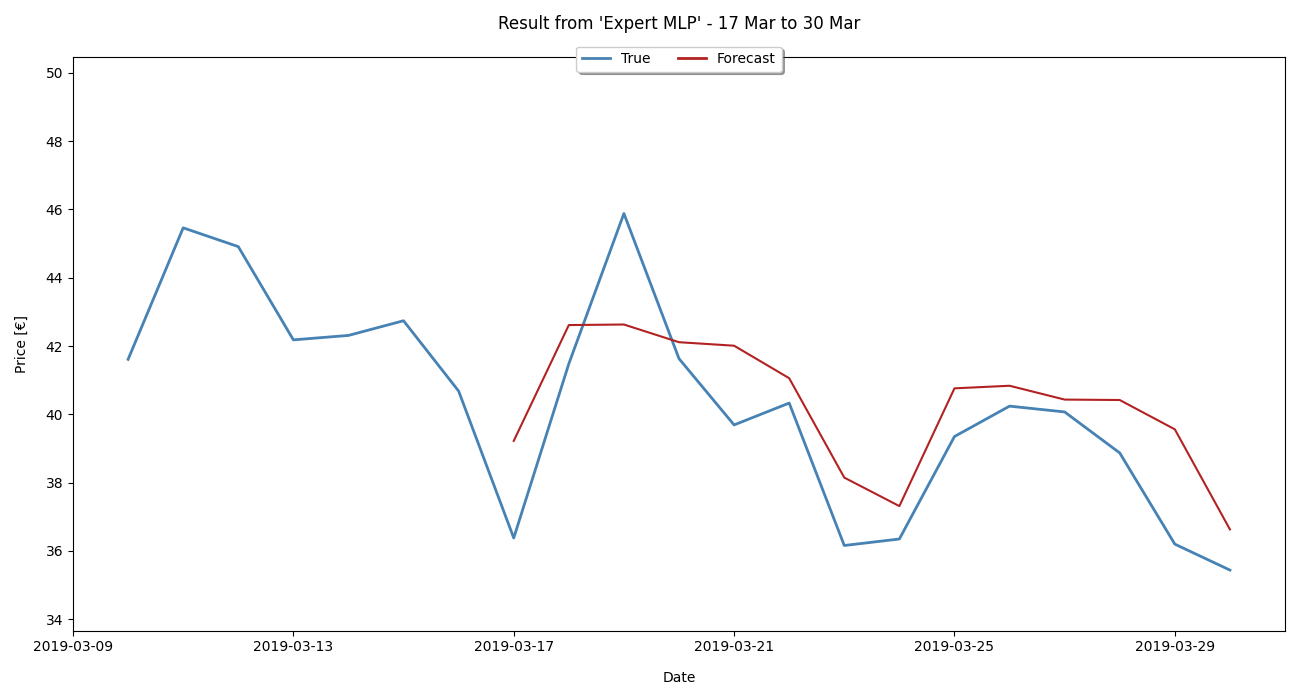 Result from 'Expert MLP' - 17 Mar to 30 Mar
True Forecast
50
48
46
44
42
40
38
36
34
Price [€]
2019-03-09 2019-03-13 2019-03-17 2019-03-21 2019-03-25 2019-03-29
Date